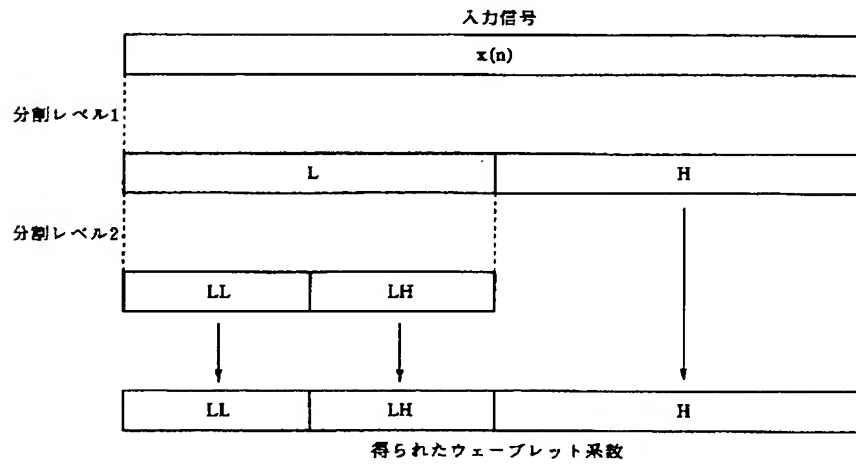 入力信号
x(n)
分割レベル1
L H
分割レベル2
LL LH
LL LH H
得られたウェーブレット系数